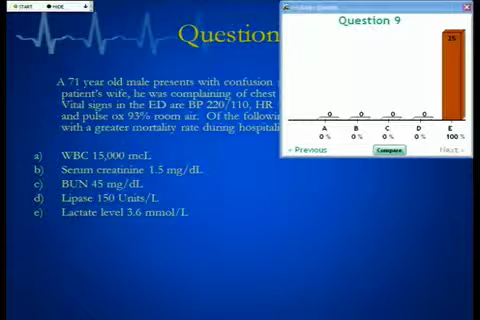 START HIDE
Question
Question 9
25
0 0 0 0
A B C D E
0% 0% 0% 0% 100%
Previous Compare Next
A 71 year old male presents with confusion
patient's wife, he was complaining of chest
Vital signs in the ED are BP 220/110, HR
and pulse ox 93% room air. Of the following
with a greater mortality rate during hospitali
a) WBC 15,000 mcL
b) Serum creatinine 1.5 mg/dL
c) BUN 45 mg/dL
d) Lipase 150 Units/L
e) Lactate level 3.6 mmol/L